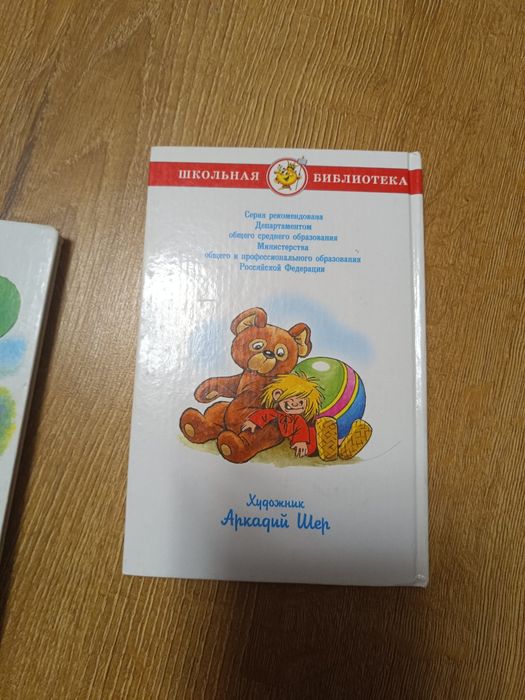 ШКОЛЬНАЯ БИБЛИОТЕКА
Серия рекомендована
Департаментом
общего среднего образования
Министерства
общего и профессионального образования
Российской Федерации
Художник
Аркадий Шер